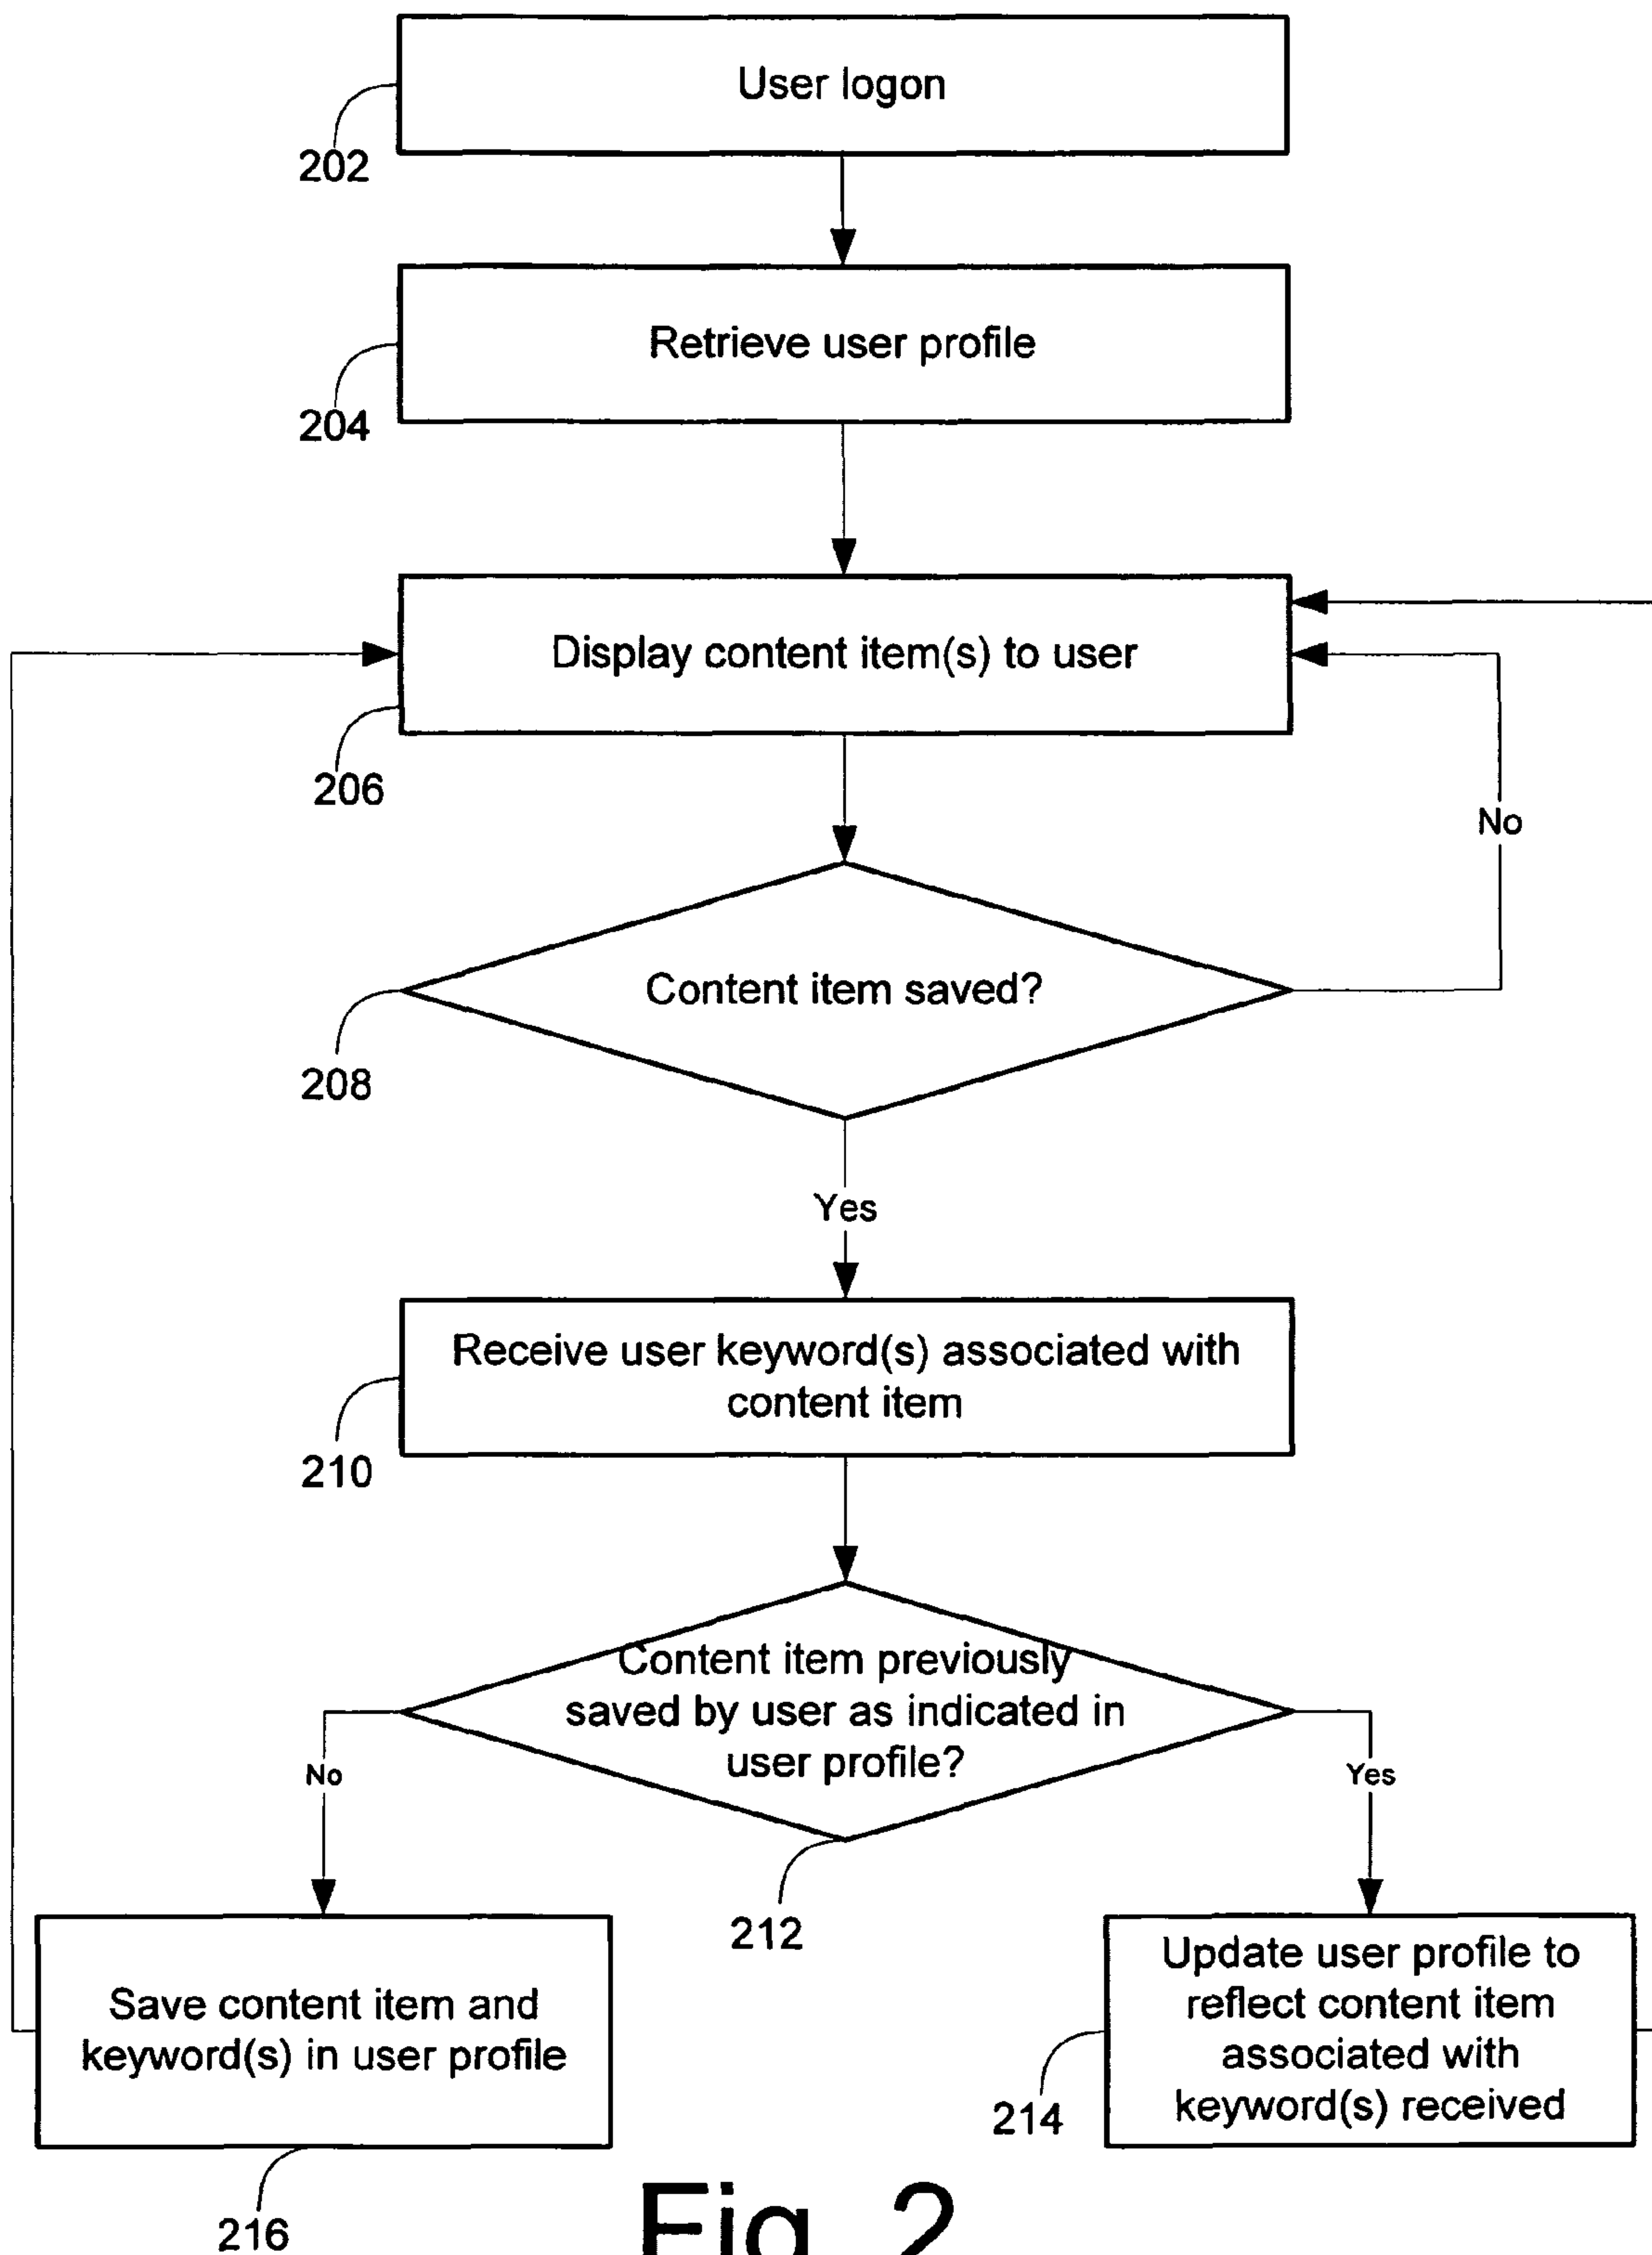 User logon
202
Retrieve user profile
204
Display content item(s) to user
206
No
Content item saved?
208
Yes
Receive user keyword(s) associated with
content item
210
Content item previously
saved by user as indicated in
user profile?
No
Yes
212
Save content item and
keyword(s) in user profile
216
Update user profile to
reflect content item
associated with
keyword(s) received
214
Fig. 2